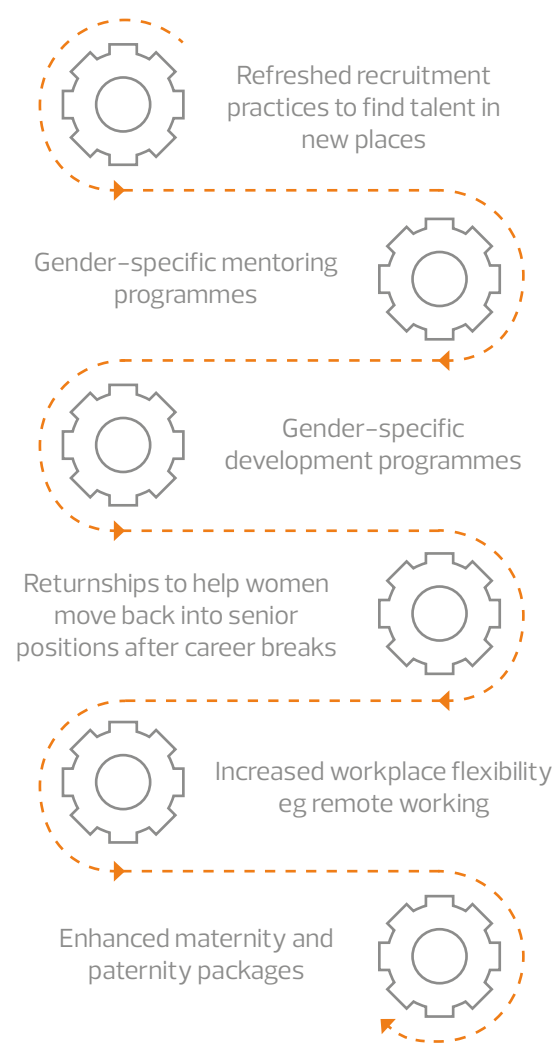 Refreshed recruitment
practices to find talent in
new places
Gender-specific mentoring
programmes
Gender-specific
development programmes
Returnships to help women
move back into senior
positions after career breaks
Increased workplace flexibility
eg remote working
Enhanced maternity and
paternity packages